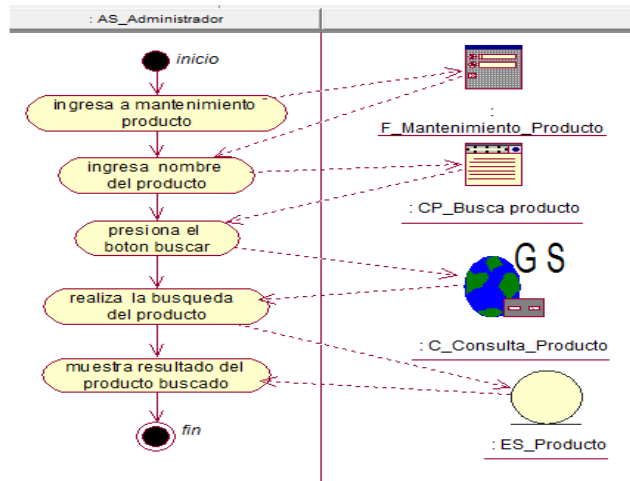 : AS_Administrador
inicio
ingresa a mantenimiento
producto
:
F_Mantenimiento_Producto
ingresa nombre
del producto
: CP_Busca producto
presiona el
boton buscar
G S
realiza la busqueda
del producto
: C_Consulta_Producto
muestra resultado del
producto buscado
fin
: ES_Producto